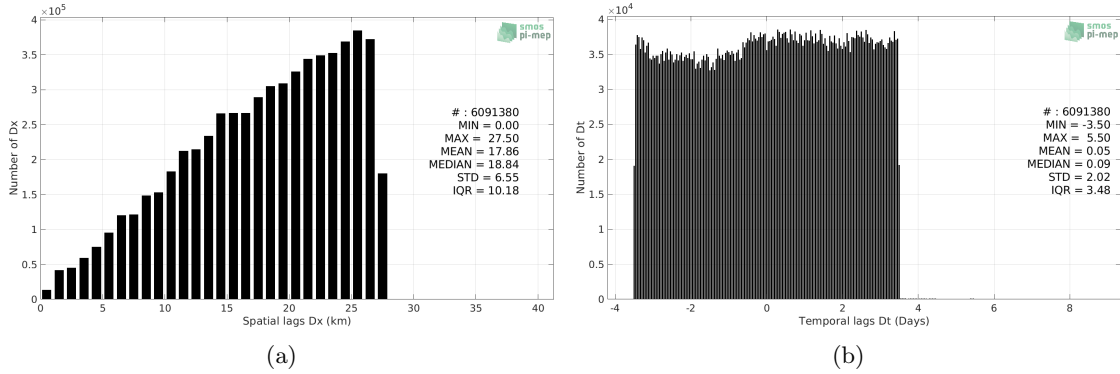 ×10⁵
4
3.5
3
2.5
2
1.5
1
0.5
0
Number of Dx
0 5 10 15 20 25 30 35 40
Spatial lags Dx (km)
smos
pi-mep
# : 6091380
MIN = 0.00
MAX = 27.50
MEAN = 17.86
MEDIAN = 18.84
STD = 6.55
IQR = 10.18
(a)
×10⁴
4
3.5
3
2.5
2
1.5
1
0.5
0
Number of Dt
-4 -2 0 2 4 6 8
Temporal lags Dt (Days)
smos
pi-mep
# : 6091380
MIN = -3.50
MAX = 5.50
MEAN = 0.05
MEDIAN = 0.09
STD = 2.02
IQR = 3.48
(b)